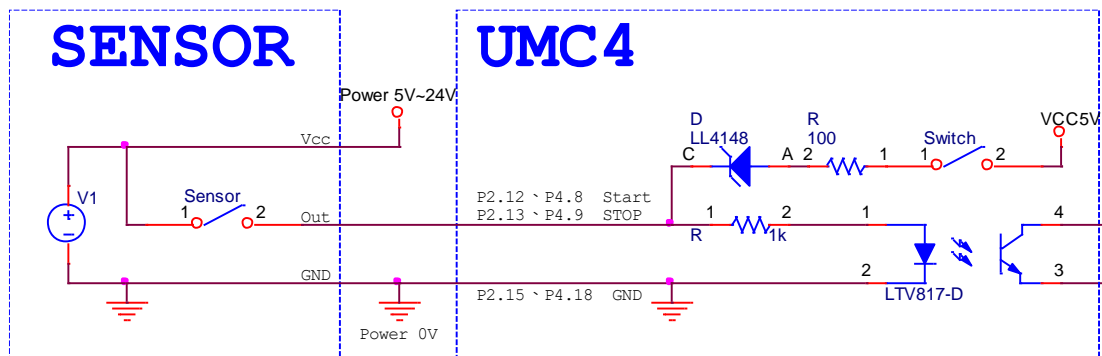 SENSOR
UMC4
Power 5V~24V
D
LL4148
R
100
Switch
VCC5V
Vcc
C
A
2
1
1
2
V1
Sensor
1
2
Out
P2.12、P4.8 Start
P2.13、P4.9 STOP
1
2
R
1k
1
4
GND
2
3
P2.15、P4.18 GND
LTV817-D
Power 0V